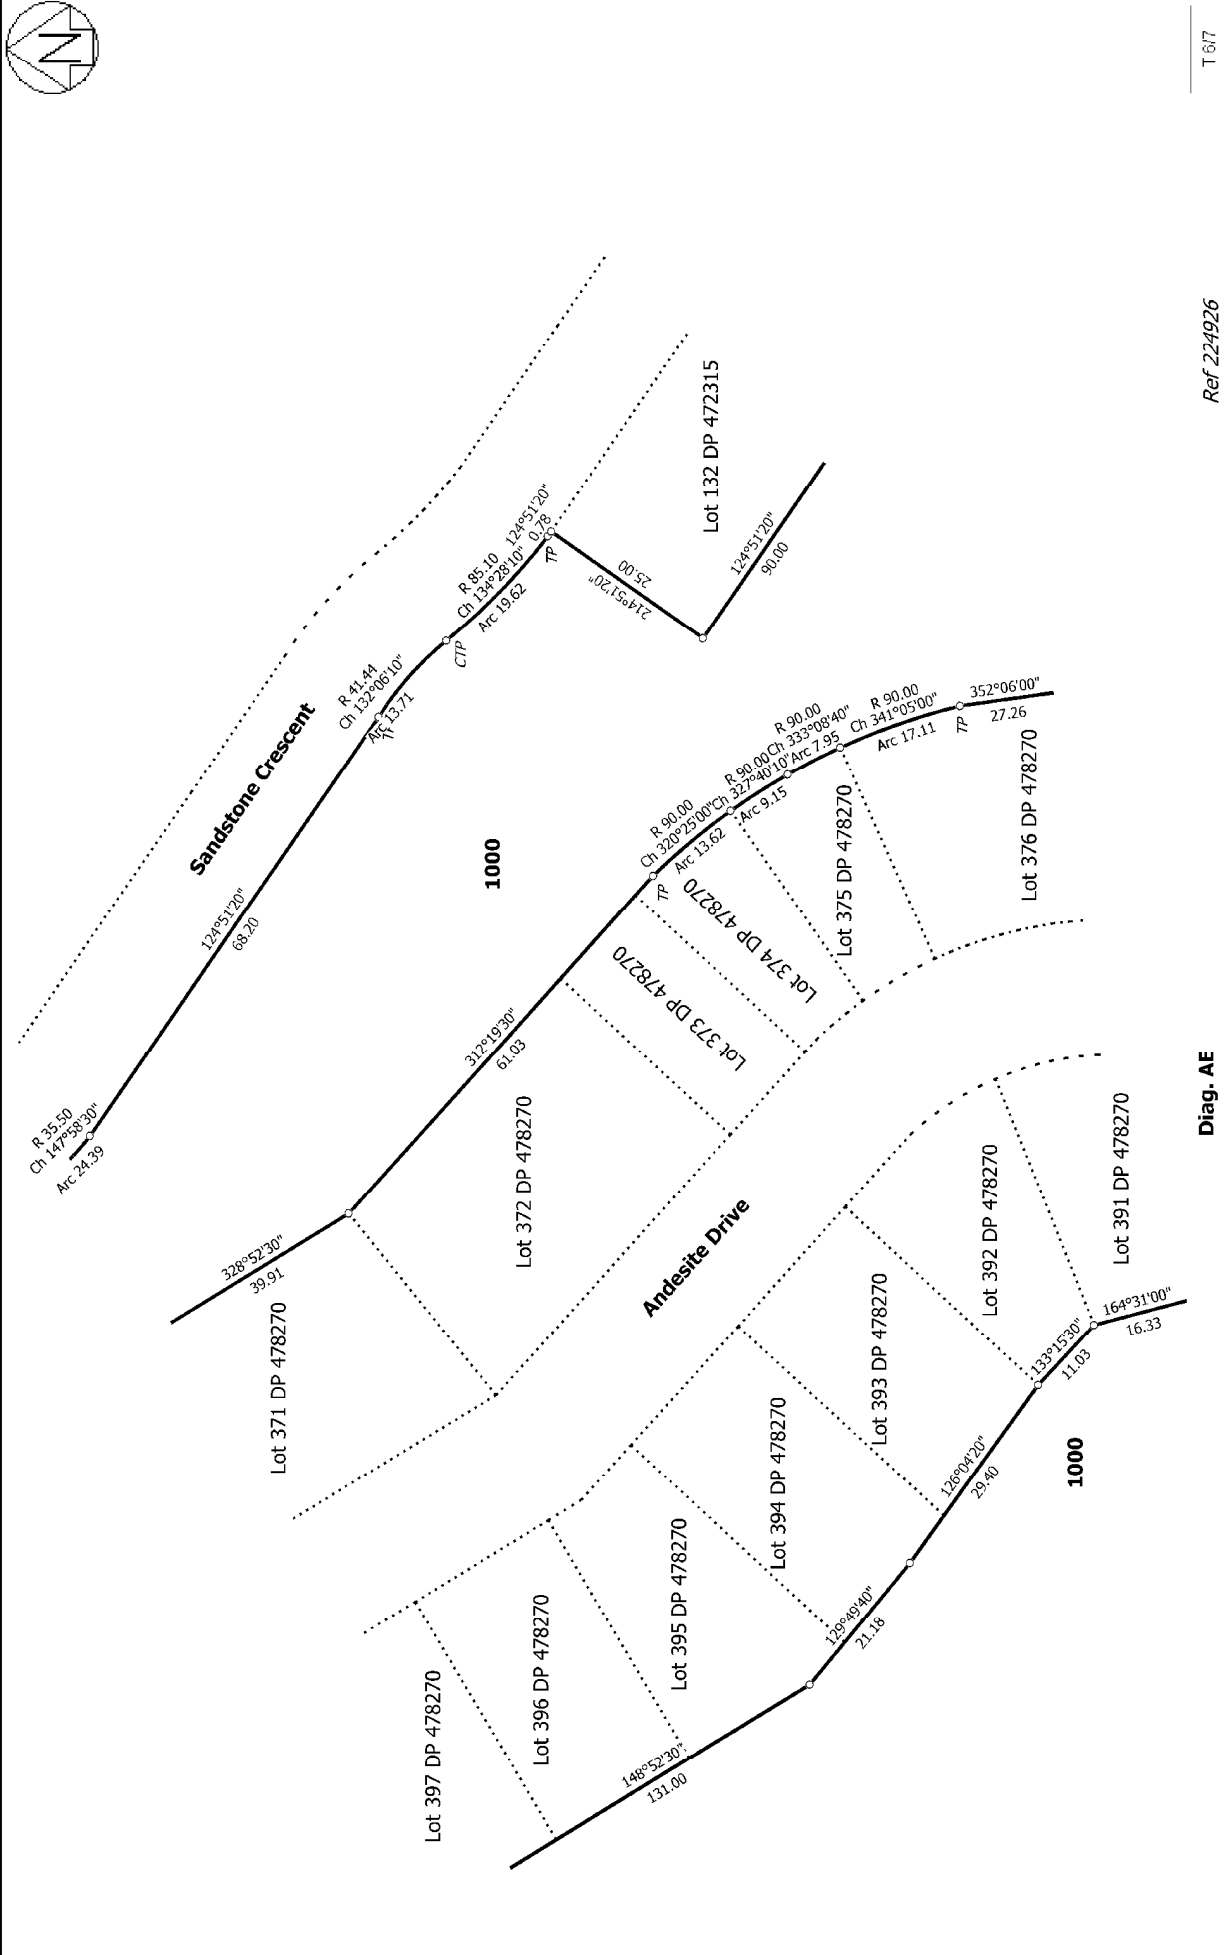 N
T 6/7
Ref 224926
Diag. AE
Sandstone Crescent
R 35.50
Ch 147°58'30"
Arc 24.39
124°51'20"
68.20
R 41.44
Ch 132°06'10"
Arc 13.71
CTP
R 85.10
Ch 134°28'10"
Arc 19.62
124°51'20"
0.78
TP
214°51'20"
25.00
124°51'20"
90.00
Lot 132 DP 472315
1000
328°52'30"
39.91
312°19'30"
61.03
TP
R 90.00
Ch 320°25'00"
Arc 13.62
R 90.00
Ch 327°40'10"
Arc 9.15
R 90.00
Ch 333°08'40"
Arc 7.95
R 90.00
Ch 341°05'00"
Arc 17.11
TP
352°06'00"
27.26
Lot 371 DP 478270
Lot 372 DP 478270
Lot 373 DP 478270
Lot 374 DP 478270
Lot 375 DP 478270
Lot 376 DP 478270
Andesite Drive
Lot 397 DP 478270
Lot 396 DP 478270
Lot 395 DP 478270
Lot 394 DP 478270
Lot 393 DP 478270
Lot 392 DP 478270
Lot 391 DP 478270
148°52'30"
131.00
129°49'40"
21.18
126°04'20"
29.40
133°15'30"
11.03
164°31'00"
16.33
1000